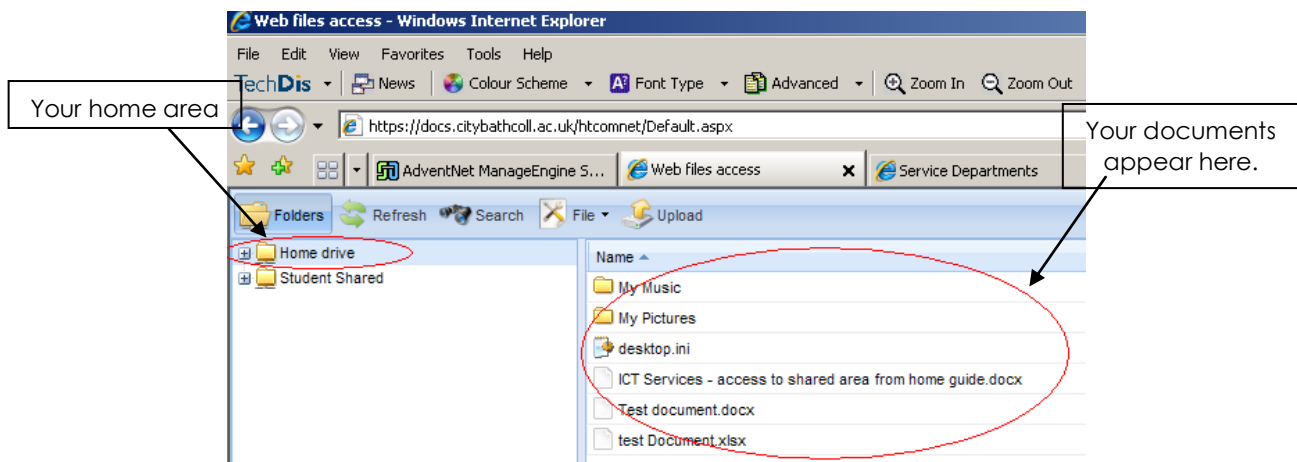 Web files access - Windows Internet Explorer
File Edit View Favorites Tools Help
TechDis News Colour Scheme Font Type Advanced Zoom In Zoom Out
Your home area
https://docs.citybathcoll.ac.uk/htcomnet/Default.aspx
Your documents
appear here.
AdventNet ManageEngine S... Web files access Service Departments
Folders Refresh Search File Upload
Home drive
Student Shared
Name
My Music
My Pictures
desktop.ini
ICT Services - access to shared area from home guide.docx
Test document.docx
test Document.xlsx